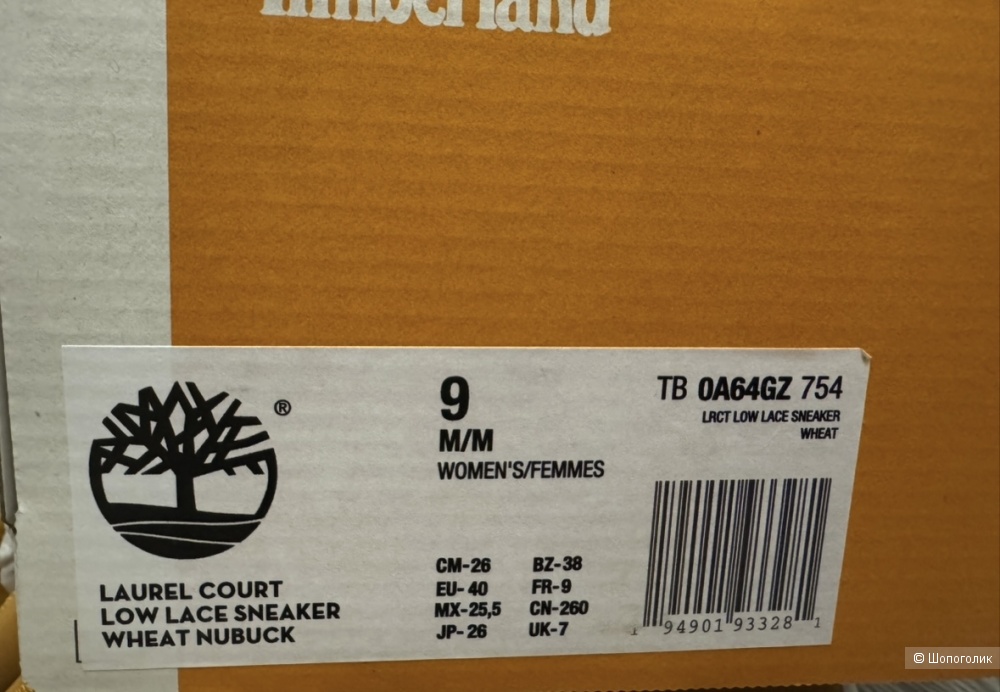 Timberland
®
LAUREL COURT
LOW LACE SNEAKER
WHEAT NUBUCK
9
M/M
WOMEN'S/FEMMES
CM-26 BZ-38
EU-40 FR-9
MX-25,5 CN-260
JP-26 UK-7
TB 0A64GZ 754
LRCT LOW LACE SNEAKER
WHEAT
1 94901 93328 1
© Шопоголик